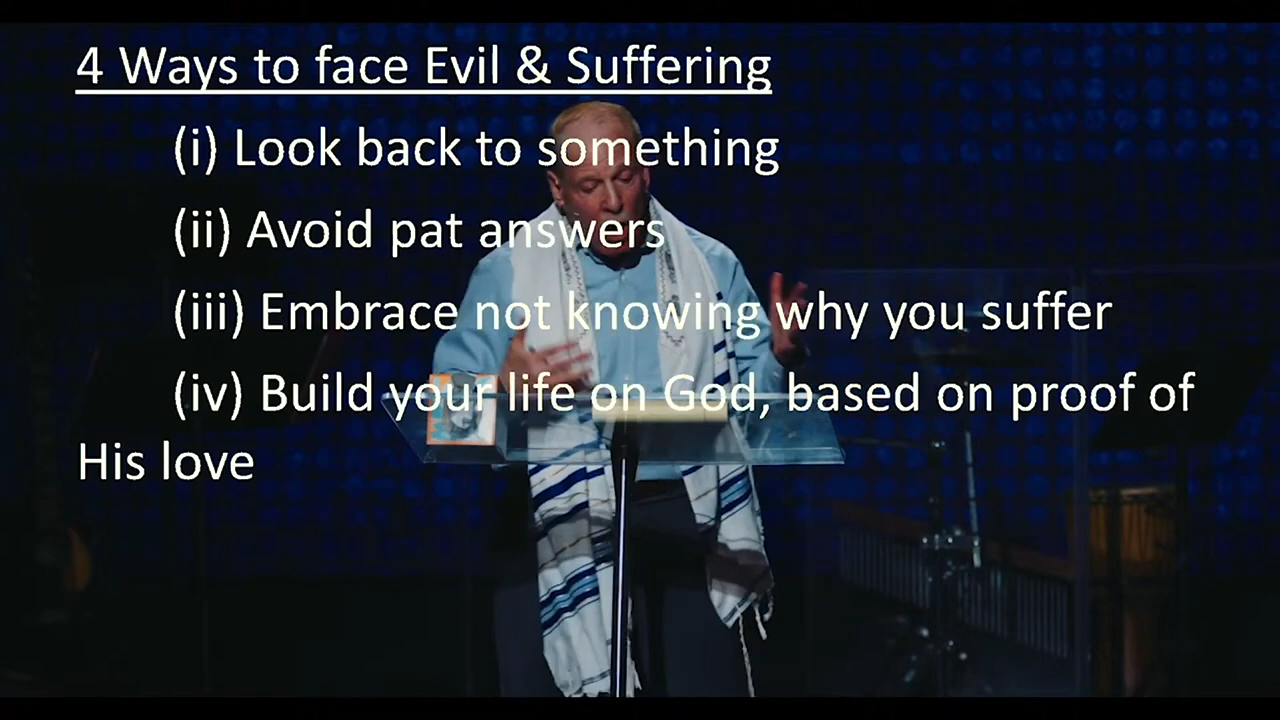 4 Ways to face Evil & Suffering
(i) Look back to something
(ii) Avoid pat answers
(iii) Embrace not knowing why you suffer
(iv) Build your life on God, based on proof of
His love